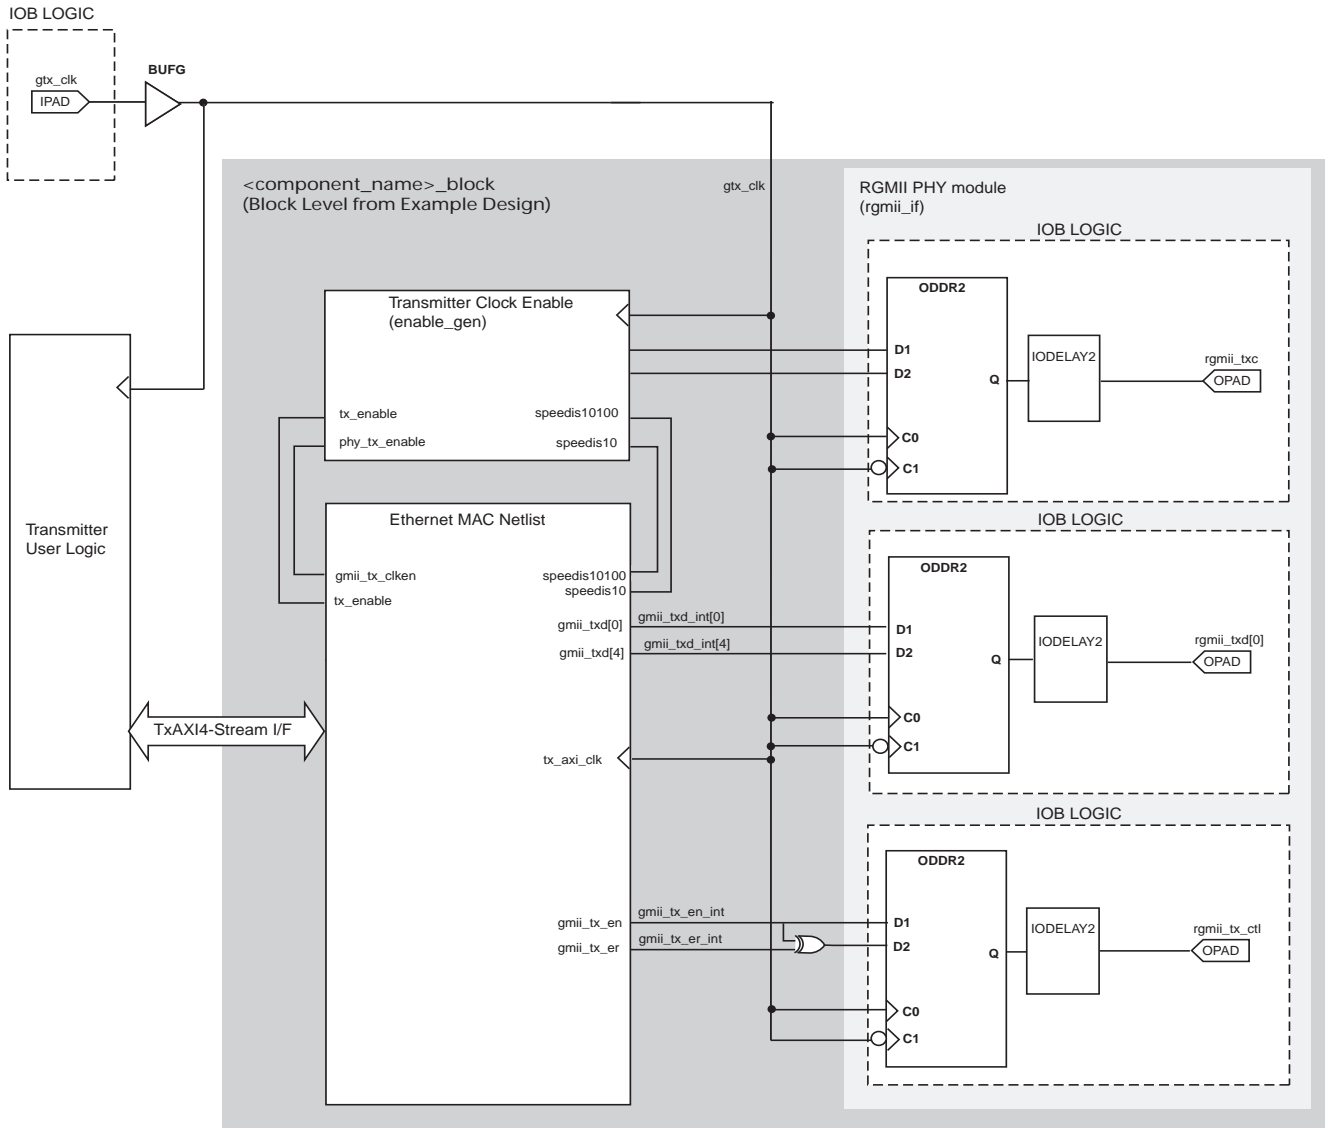 IOB LOGIC
gtx_clk
IPAD
BUFG
<component_name>_block
(Block Level from Example Design)
gtx_clk
RGMII PHY module
(rgmii_if)
IOB LOGIC
ODDR2
D1
D2
Q
C0
C1
IODELAY2
rgmii_txc
OPAD
Transmitter Clock Enable
(enable_gen)
tx_enable
phy_tx_enable
speedis10100
speedis10
Transmitter
User Logic
TxAXI4-Stream I/F
Ethernet MAC Netlist
gmii_tx_clken
tx_enable
speedis10100
speedis10
gmii_txd[0]
gmii_txd_int[0]
gmii_txd[4]
gmii_txd_int[4]
tx_axi_clk
gmii_tx_en
gmii_tx_en_int
gmii_tx_er
gmii_tx_er_int
IOB LOGIC
ODDR2
D1
D2
Q
C0
C1
IODELAY2
rgmii_txd[0]
OPAD
IOB LOGIC
ODDR2
D1
D2
Q
C0
C1
IODELAY2
rgmii_tx_ctl
OPAD